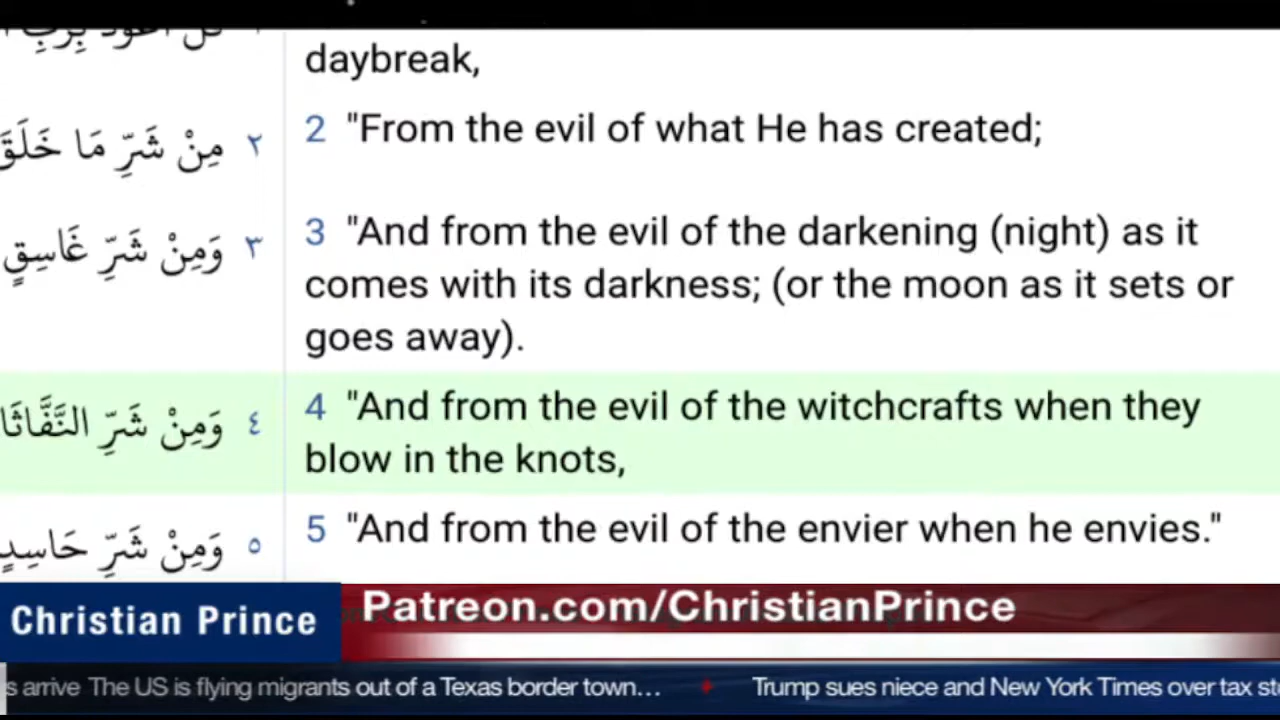 daybreak,
مِنْ شَرِّ مَا خَلَقَ ٢
2 "From the evil of what He has created;
وَمِنْ شَرِّ غَاسِقٍ ٣
3 "And from the evil of the darkening (night) as it
comes with its darkness; (or the moon as it sets or
goes away).
وَمِنْ شَرِّ النَّفَّاثَا ٤
4 "And from the evil of the witchcrafts when they
blow in the knots,
وَمِنْ شَرِّ حَاسِدٍ ٥
5 "And from the evil of the envier when he envies."
Christian Prince
Patreon.com/ChristianPrince
s arrive The US is flying migrants out of a Texas border town... Trump sues niece and New York Times over tax st